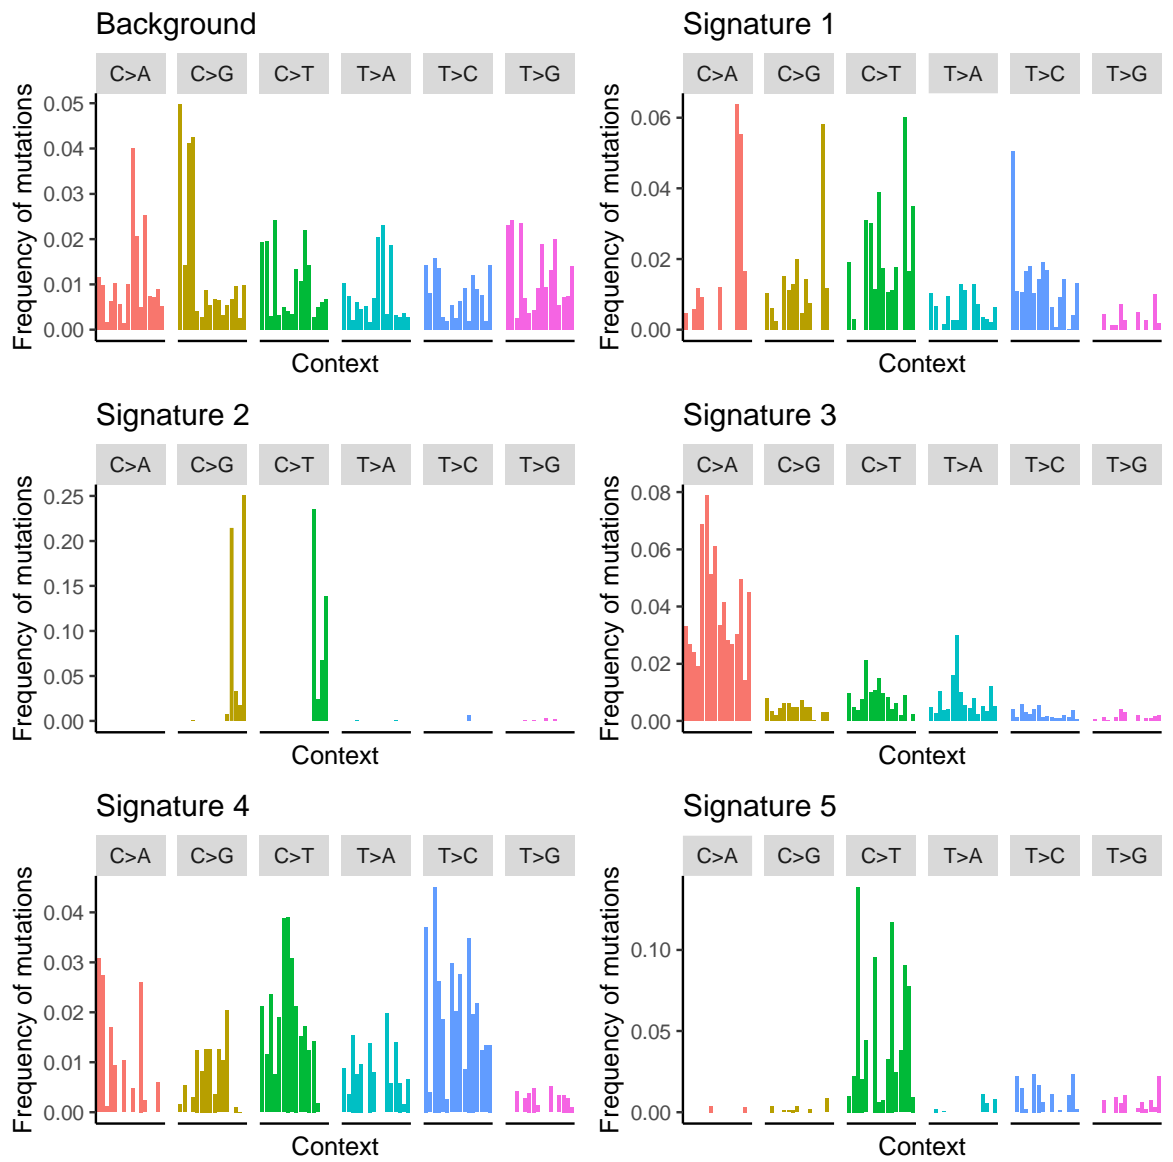 Background
C>A C>G C>T T>A T>C T>G
Frequency of mutations
0.05
0.04
0.03
0.02
0.01
0.00
Context
Signature 1
C>A C>G C>T T>A T>C T>G
Frequency of mutations
0.06
0.04
0.02
0.00
Context
Signature 2
C>A C>G C>T T>A T>C T>G
Frequency of mutations
0.25
0.20
0.15
0.10
0.05
0.00
Context
Signature 3
C>A C>G C>T T>A T>C T>G
Frequency of mutations
0.08
0.06
0.04
0.02
0.00
Context
Signature 4
C>A C>G C>T T>A T>C T>G
Frequency of mutations
0.04
0.03
0.02
0.01
0.00
Context
Signature 5
C>A C>G C>T T>A T>C T>G
Frequency of mutations
0.10
0.05
0.00
Context